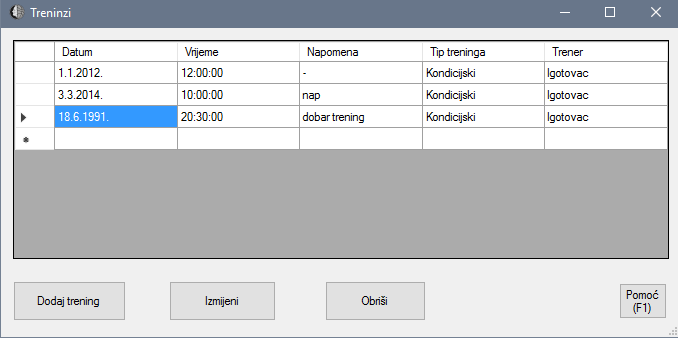 Treninzi
Datum Vrijeme Napomena Tip treninga Trener
1.1.2012. 12:00:00 - Kondicijski Igotovac
3.3.2014. 10:00:00 nap Kondicijski Igotovac
18.6.1991. 20:30:00 dobar trening Kondicijski Igotovac
Dodaj trening Izmijeni Obriši Pomoć
(F1)